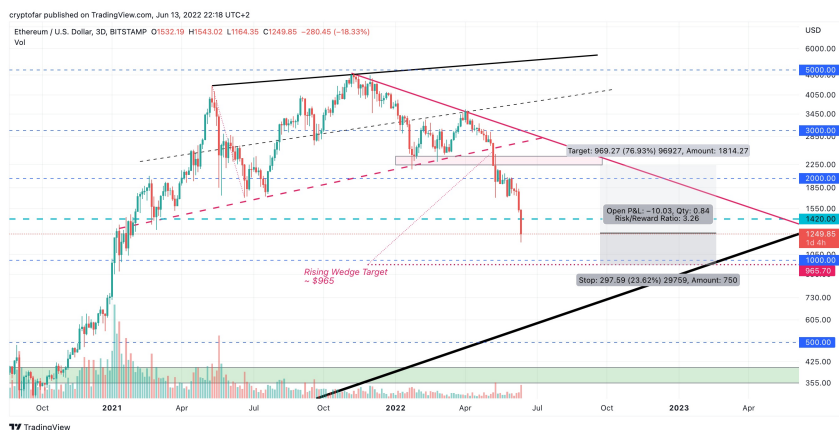 cryptofar published on TradingView.com, Jun 13, 2022 22:18 UTC+2
Ethereum / U.S. Dollar, 3D, BITSTAMP O1532.19 H1543.02 L1164.35 C1249.85 −280.45 (−18.33%)
Vol
USD
6000.00
5000.00
4050.00
3450.00
3000.00
Target: 969.27 (76.93%) 96927, Amount: 1814.27
2250.00
2000.00
1850.00
1550.00
Open P&L: −10.03, Qty: 0.84
Risk/Reward Ratio: 3.26
1420.00
1249.85
1d 4h
1000.00
965.70
Rising Wedge Target
~ $965
Stop: 297.59 (23.62%) 29759, Amount: 750
730.00
605.00
500.00
425.00
355.00
Oct
2021
Apr
Jul
Oct
2022
Apr
Jul
Oct
2023
Apr
TradingView